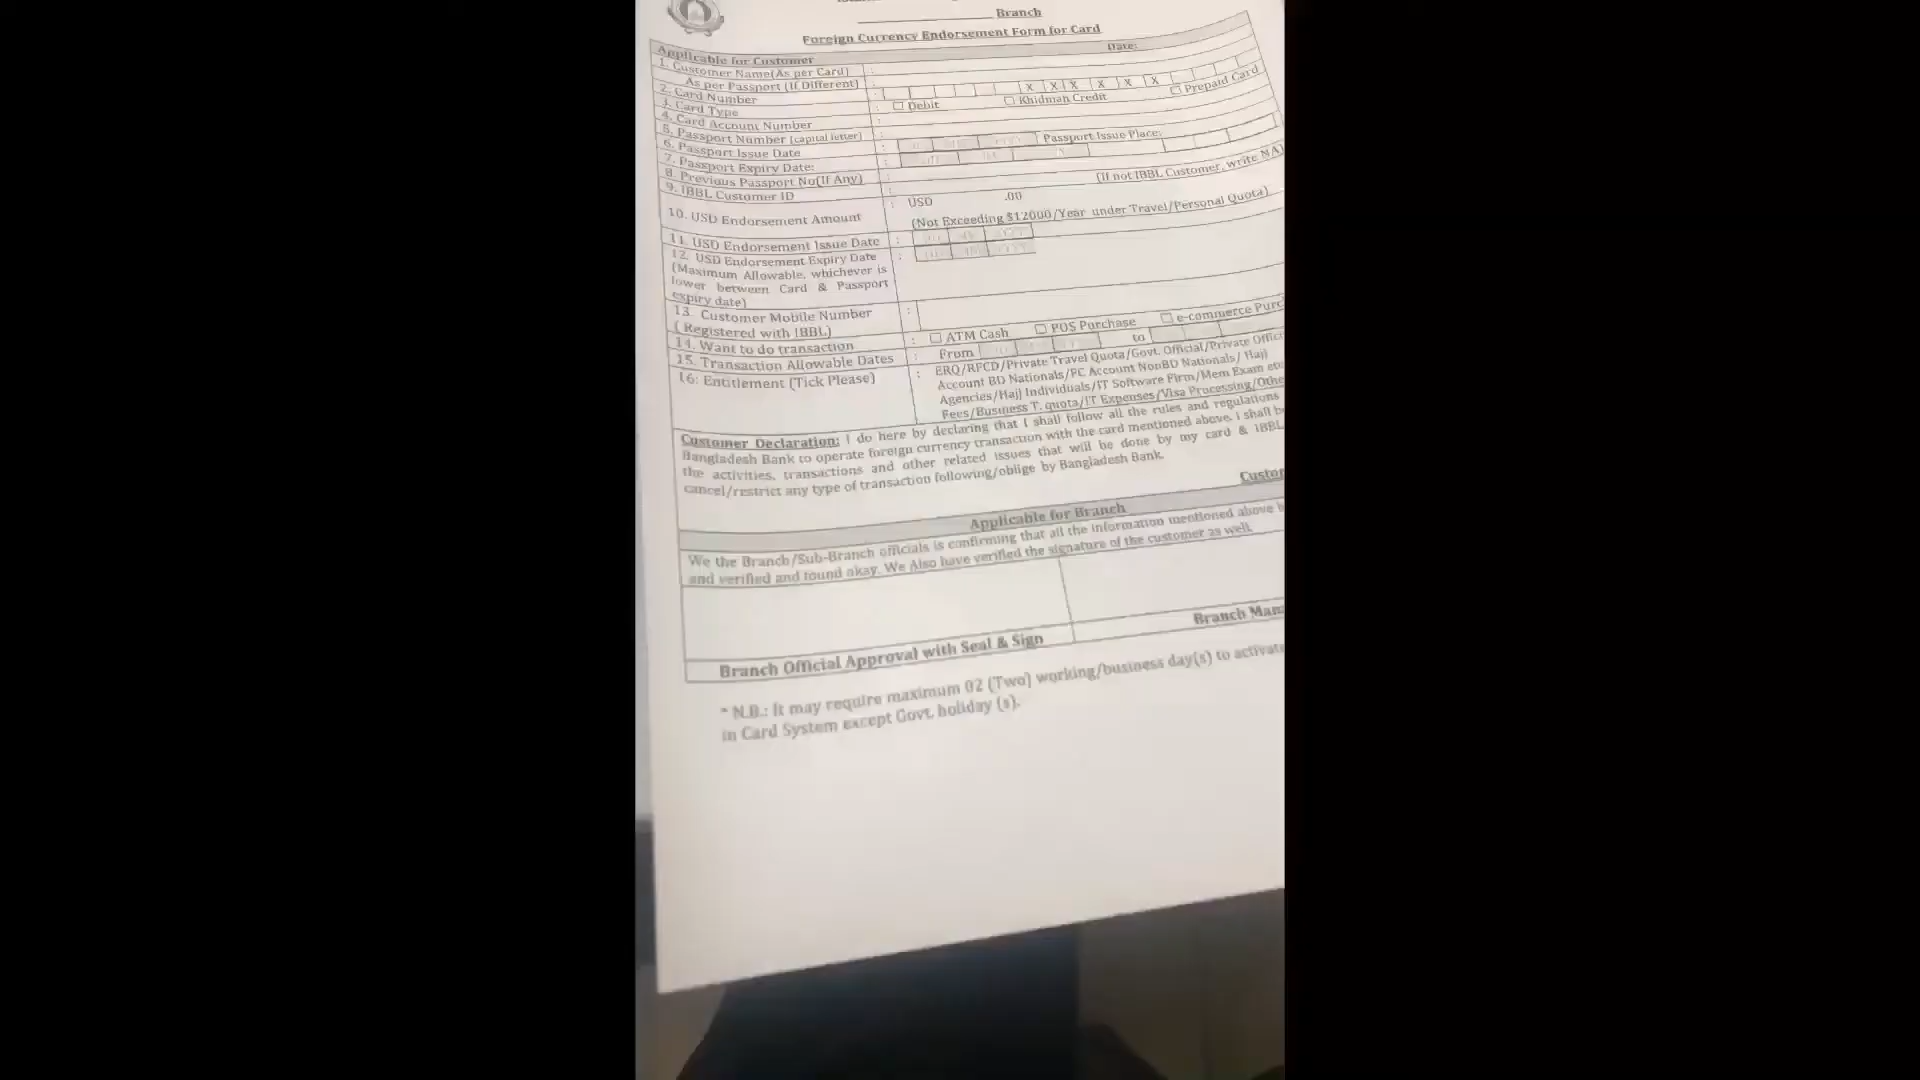 Branch
Foreign Currency Endorsement Form for Card
Applicable for Customer Date:
1. Customer Name(As per Card) :
As per Passport (If Different) :
2. Card Number : X X X X X X
3. Card Type : Debit Khidmah Credit Prepaid Card
4. Card Account Number :
5. Passport Number (capital letter) :
6. Passport Issue Date : Passport Issue Place:
7. Passport Expiry Date: :
8. Previous Passport No(If Any) :
9. IBBL Customer ID : (If not IBBL Customer, write NA)
10. USD Endorsement Amount : USD .00
(Not Exceeding $12000/Year under Travel/Personal Quota)
11. USD Endorsement Issue Date :
12. USD Endorsement Expiry Date :
(Maximum Allowable, whichever is
lower between Card & Passport
expiry date)
13. Customer Mobile Number :
( Registered with IBBL)
14. Want to do transaction : ATM Cash POS Purchase e-commerce Purc
15. Transaction Allowable Dates : From to
16: Entitlement (Tick Please) : ERQ/RFCD/Private Travel Quota/Govt. Official/Private Offic
Account BD Nationals/FC Account NonBD Nationals/ Hajj
Agencies/Hajj Individuals/IT Software Firm/Mem Exam etc
Fees/Business T. quota/IT Expenses/Visa Processing/Othe
Customer Declaration: I do here by declaring that I shall follow all the rules and regulations
Bangladesh Bank to operate foreign currency transaction with the card mentioned above. I shall b
the activities, transactions and other related issues that will be done by my card & IBBL
cancel/restrict any type of transaction following/oblige by Bangladesh Bank.
Custo
Applicable for Branch
We the Branch/Sub-Branch officials is confirming that all the information mentioned above
and verified and found okay. We Also have verified the signature of the customer as well.
Branch Official Approval with Seal & Sign Branch Man
* N.B.: It may require maximum 02 (Two) working/business day(s) to activat
in Card System except Govt. holiday (s).